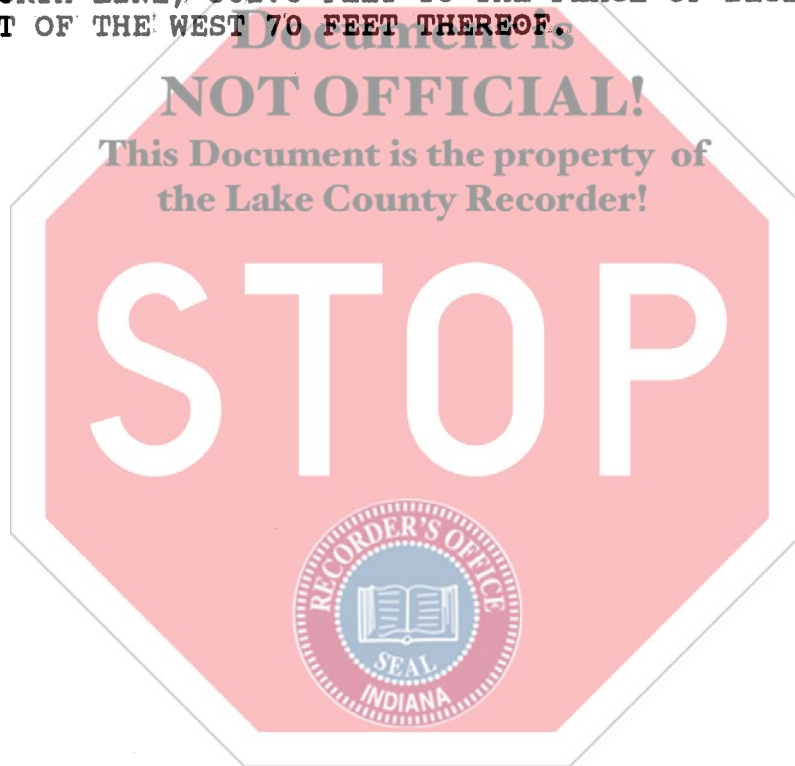 T OF THE WEST 70 FEET THEREOF.
Document is
NOT OFFICIAL!
This Document is the property of
the Lake County Recorder!
STOP
RECORDER'S OFFICE
SEAL
INDIANA